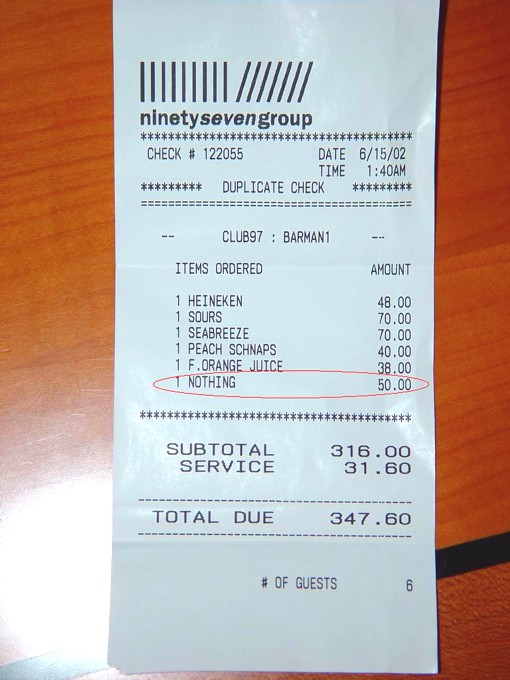 ninetysevengroup
*****************************************
CHECK # 122055 DATE 6/15/02
TIME 1:40AM
********* DUPLICATE CHECK *********
=========================================
-- CLUB97 : BARMAN1 --
ITEMS ORDERED AMOUNT
1 HEINEKEN 48.00
1 SOURS 70.00
1 SEABREEZE 70.00
1 PEACH SCHNAPS 40.00
1 F.ORANGE JUICE 38.00
1 NOTHING 50.00
*****************************************
SUBTOTAL 316.00
SERVICE 31.60
-----------------------------------------
TOTAL DUE 347.60
-----------------------------------------
# OF GUESTS 6